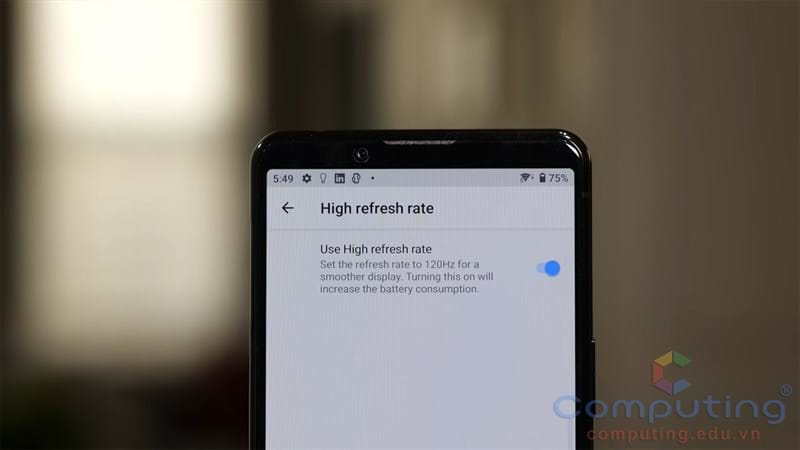 5:49
75%
High refresh rate
Use High refresh rate
Set the refresh rate to 120Hz for a
smoother display. Turning this on will
increase the battery consumption.
Computing®
computing.edu.vn